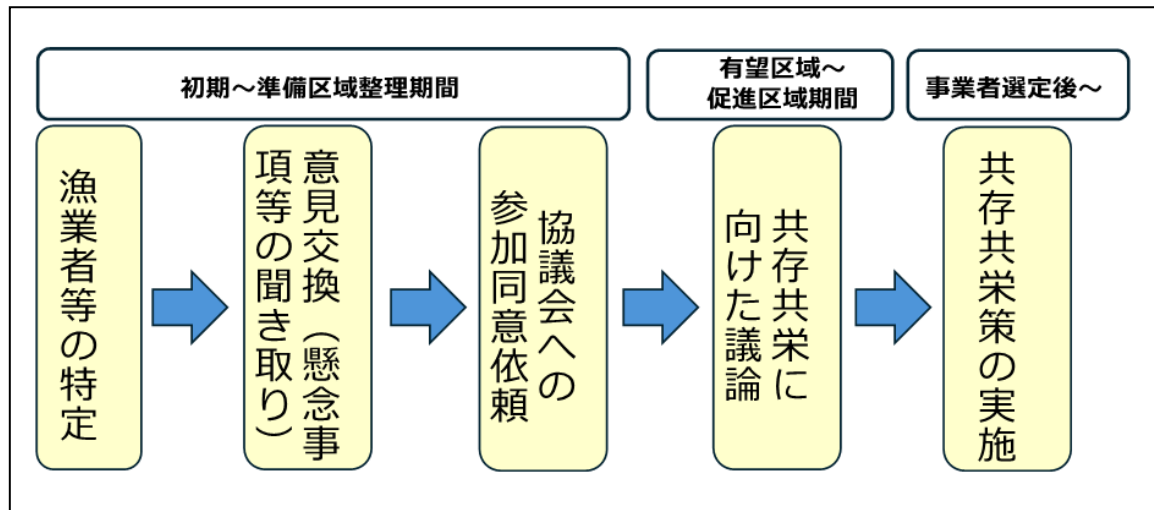 初期～準備区域整理期間
有望区域～
促進区域期間
事業者選定後～
漁業者等の特定
意見交換（懸念事
項等の聞き取り）
協議会への
参加同意依頼
共存共栄に
向けた議論
共存共栄策の実施